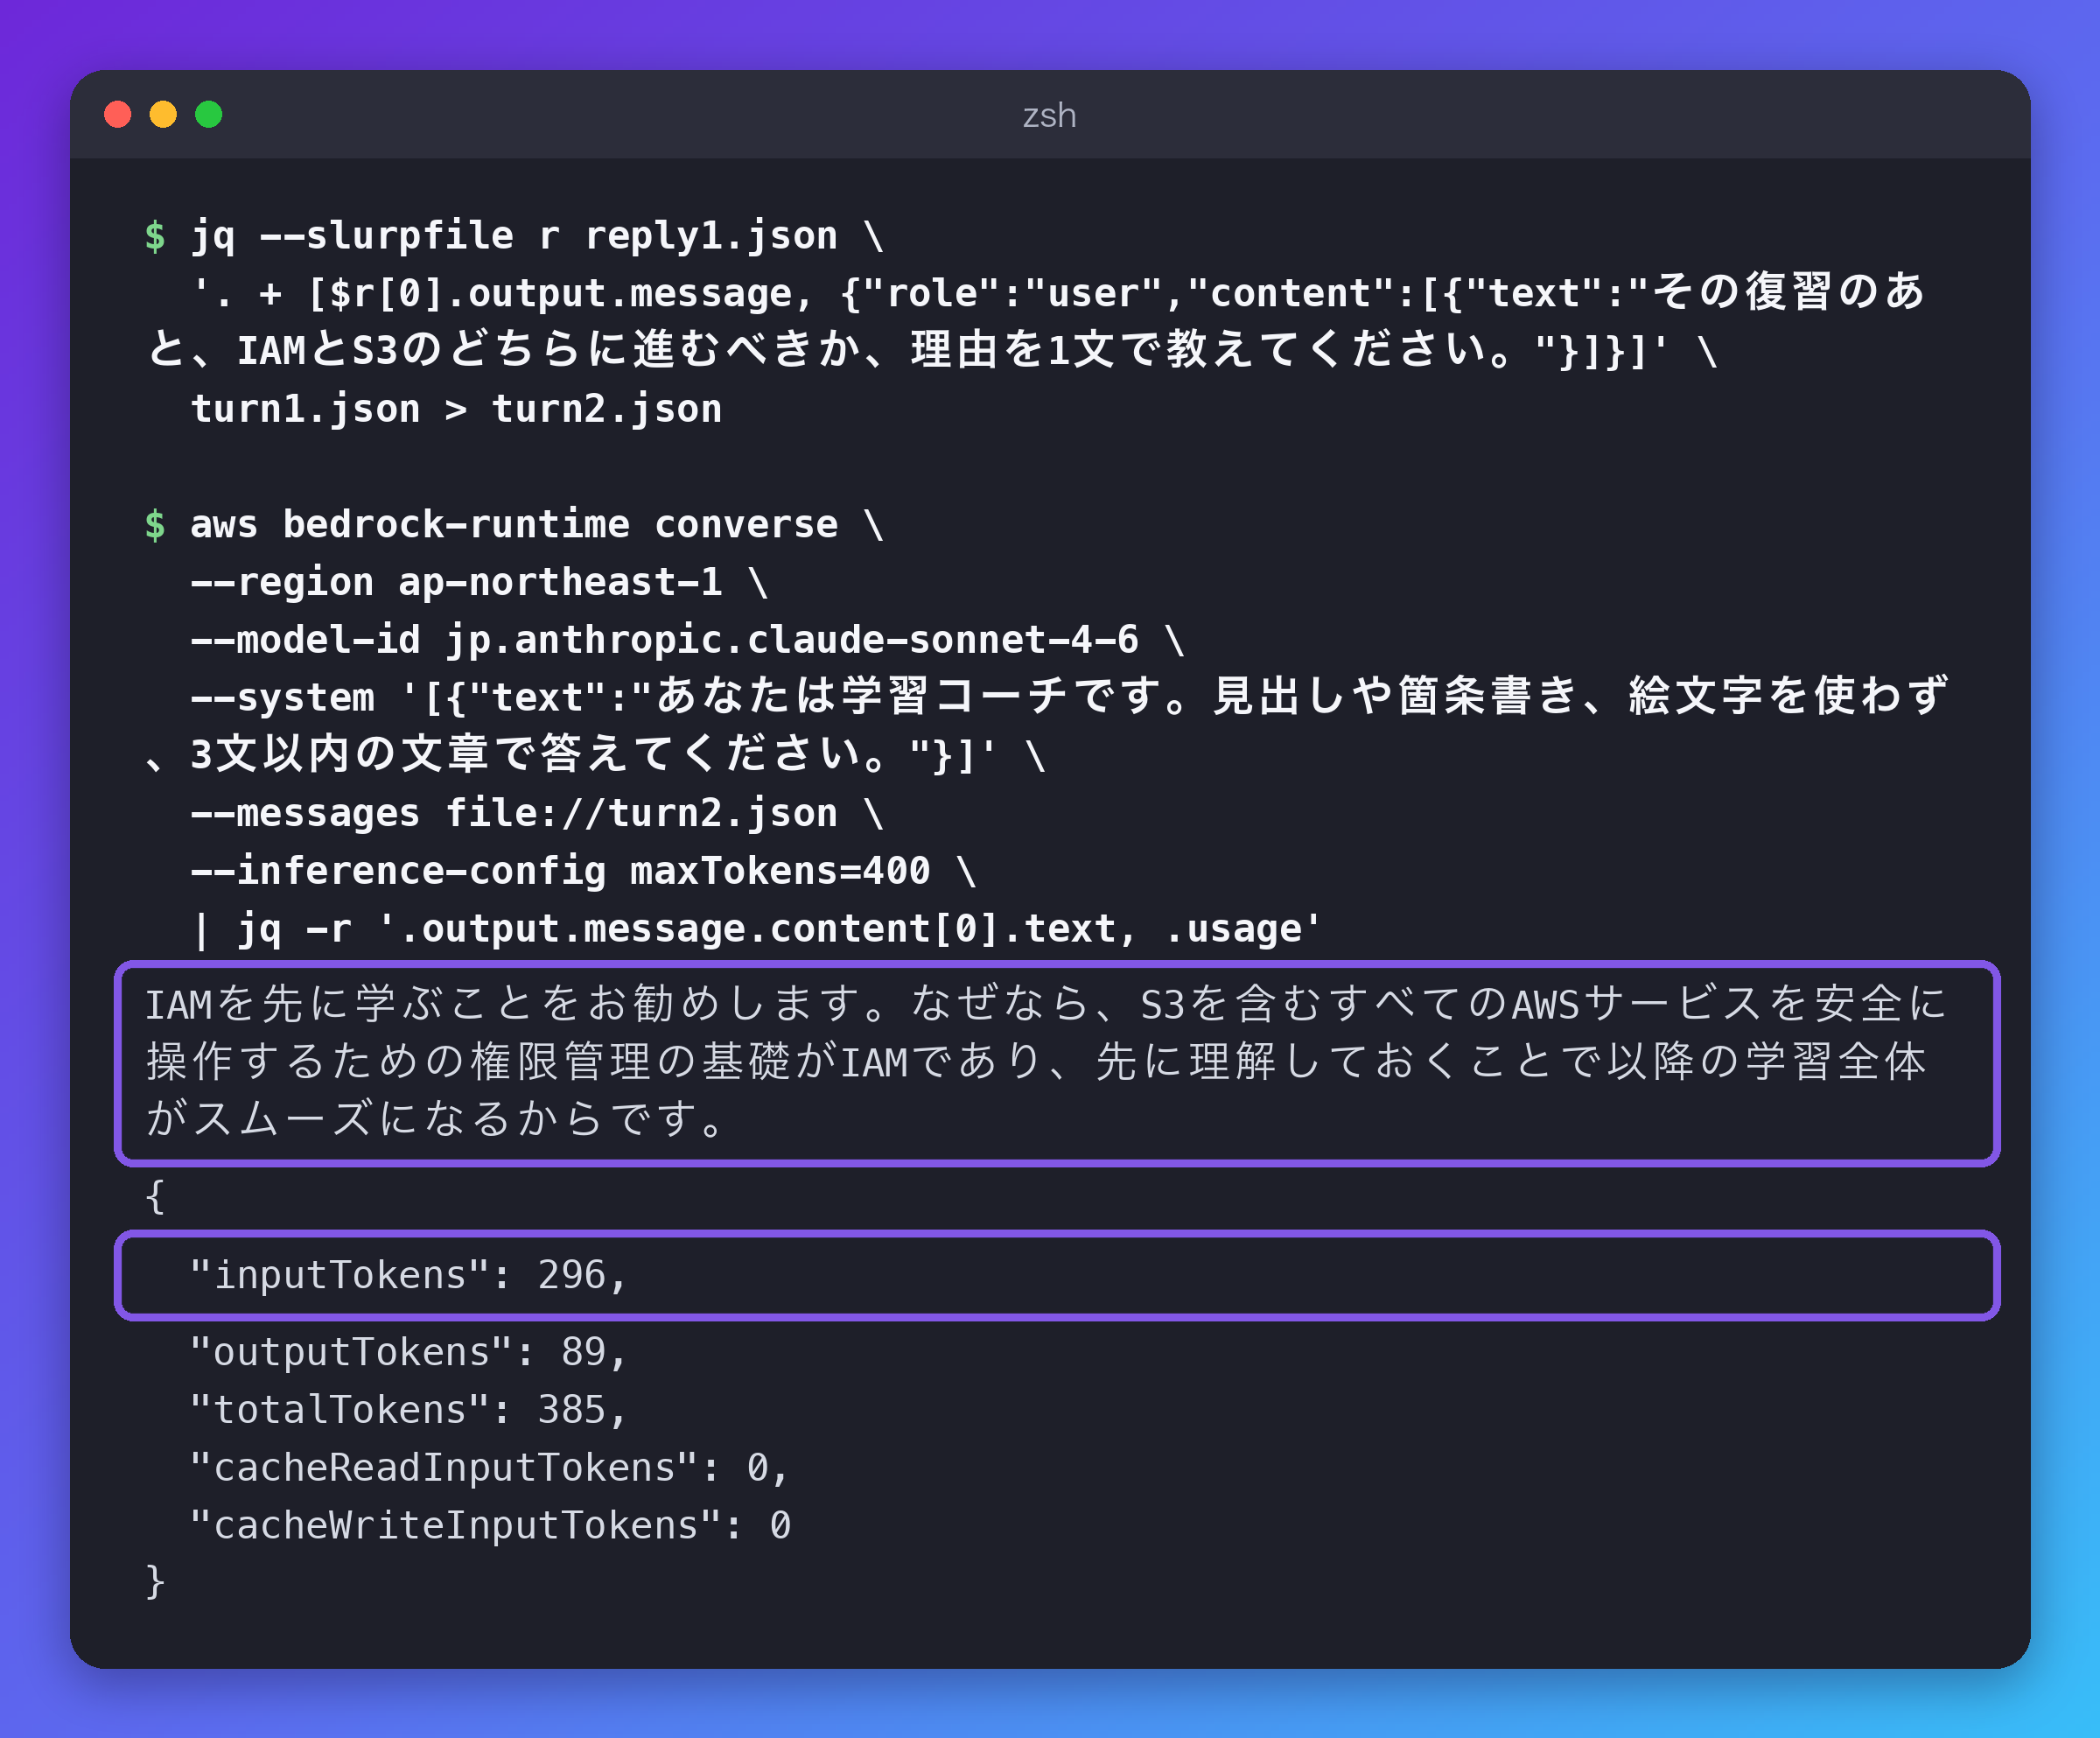 zsh
$ jq --slurpfile r reply1.json \
'. + [$r[0].output.message, {"role":"user","content":[{"text":"その復習のあ
と、IAMとS3のどちらに進むべきか、理由を1文で教えてください。"}]}]' \
turn1.json > turn2.json
$ aws bedrock-runtime converse \
--region ap-northeast-1 \
--model-id jp.anthropic.claude-sonnet-4-6 \
--system '[{"text":"あなたは学習コーチです。見出しや箇条書き、絵文字を使わず
、3文以内の文章で答えてください。"}]' \
--messages file://turn2.json \
--inference-config maxTokens=400 \
| jq -r '.output.message.content[0].text, .usage'
IAMを先に学ぶことをお勧めします。なぜなら、S3を含むすべてのAWSサービスを安全に
操作するための権限管理の基礎がIAMであり、先に理解しておくことで以降の学習全体
がスムーズになるからです。
{
"inputTokens": 296,
"outputTokens": 89,
"totalTokens": 385,
"cacheReadInputTokens": 0,
"cacheWriteInputTokens": 0
}